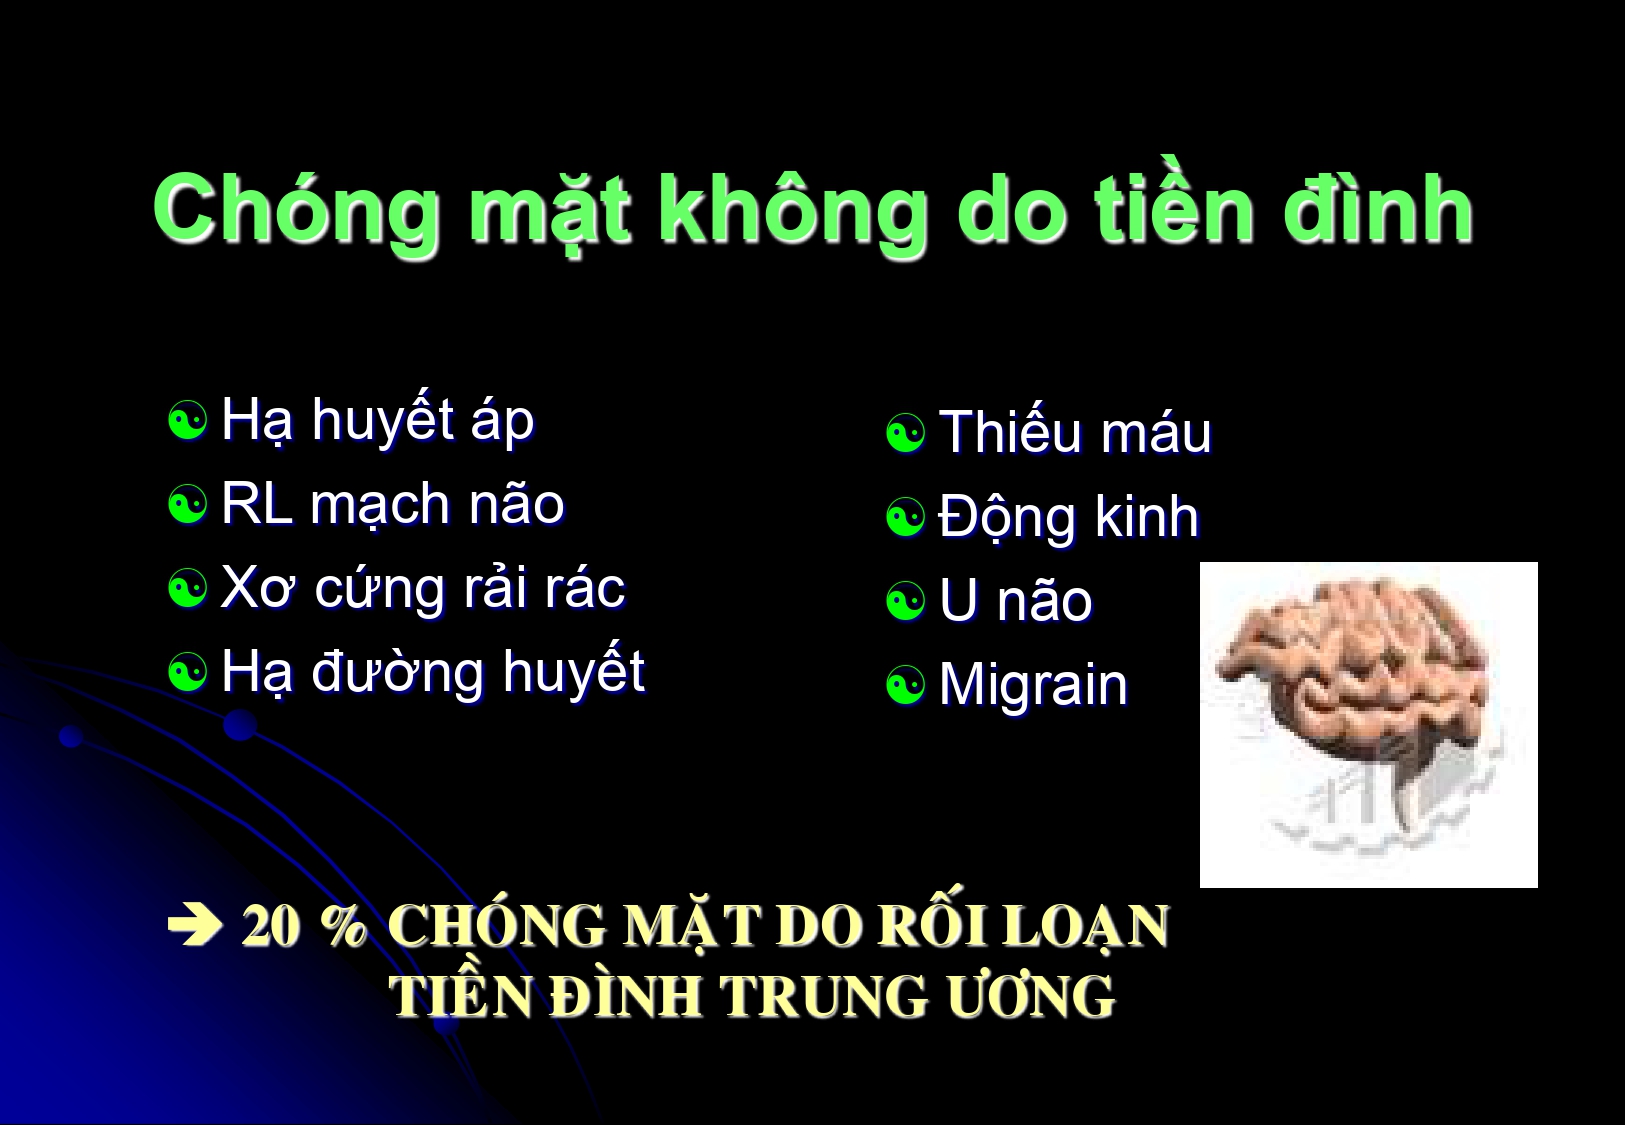 Chóng mặt không do tiền đình
Hạ huyết áp
RL mạch não
Xơ cứng rải rác
Hạ đường huyết
Thiếu máu
Động kinh
U não
Migrain
➔ 20 % CHÓNG MẶT DO RỐI LOẠN
TIỀN ĐÌNH TRUNG ƯƠNG